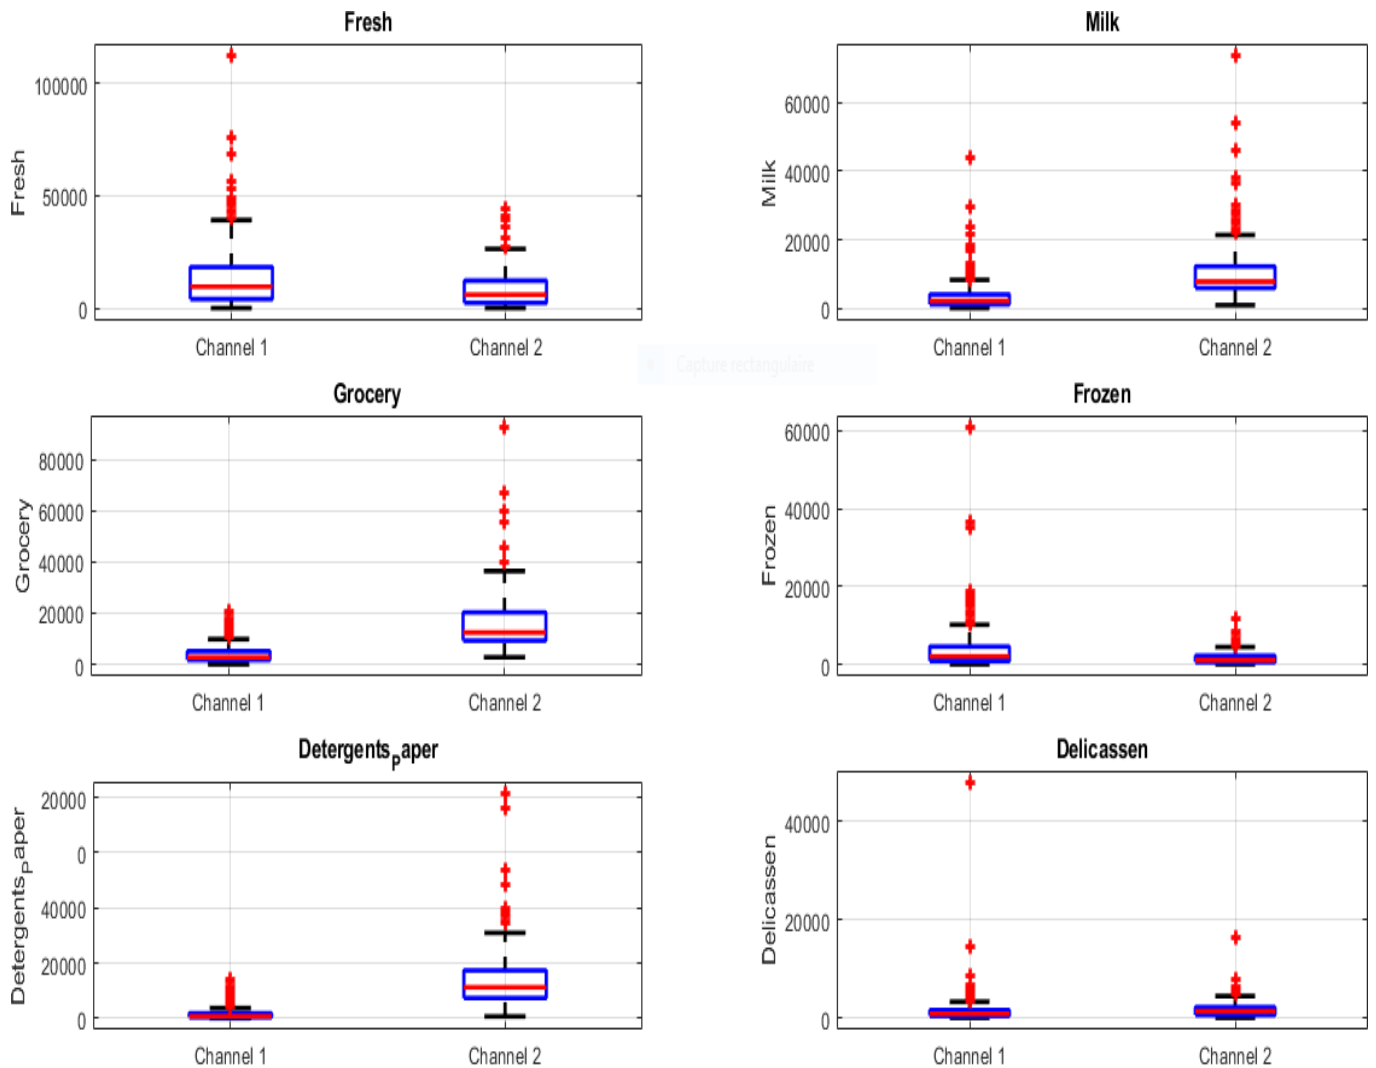 Fresh
Milk
Fresh
100000
50000
0
Channel 1
Channel 2
Milk
60000
40000
20000
0
Channel 1
Channel 2
Capture rectangulaire
Grocery
Frozen
Grocery
80000
60000
40000
20000
0
Channel 1
Channel 2
Frozen
60000
40000
20000
0
Channel 1
Channel 2
Detergents_paper
Delicassen
Detergents_paper
20000
0
40000
20000
0
Channel 1
Channel 2
Delicassen
40000
20000
0
Channel 1
Channel 2